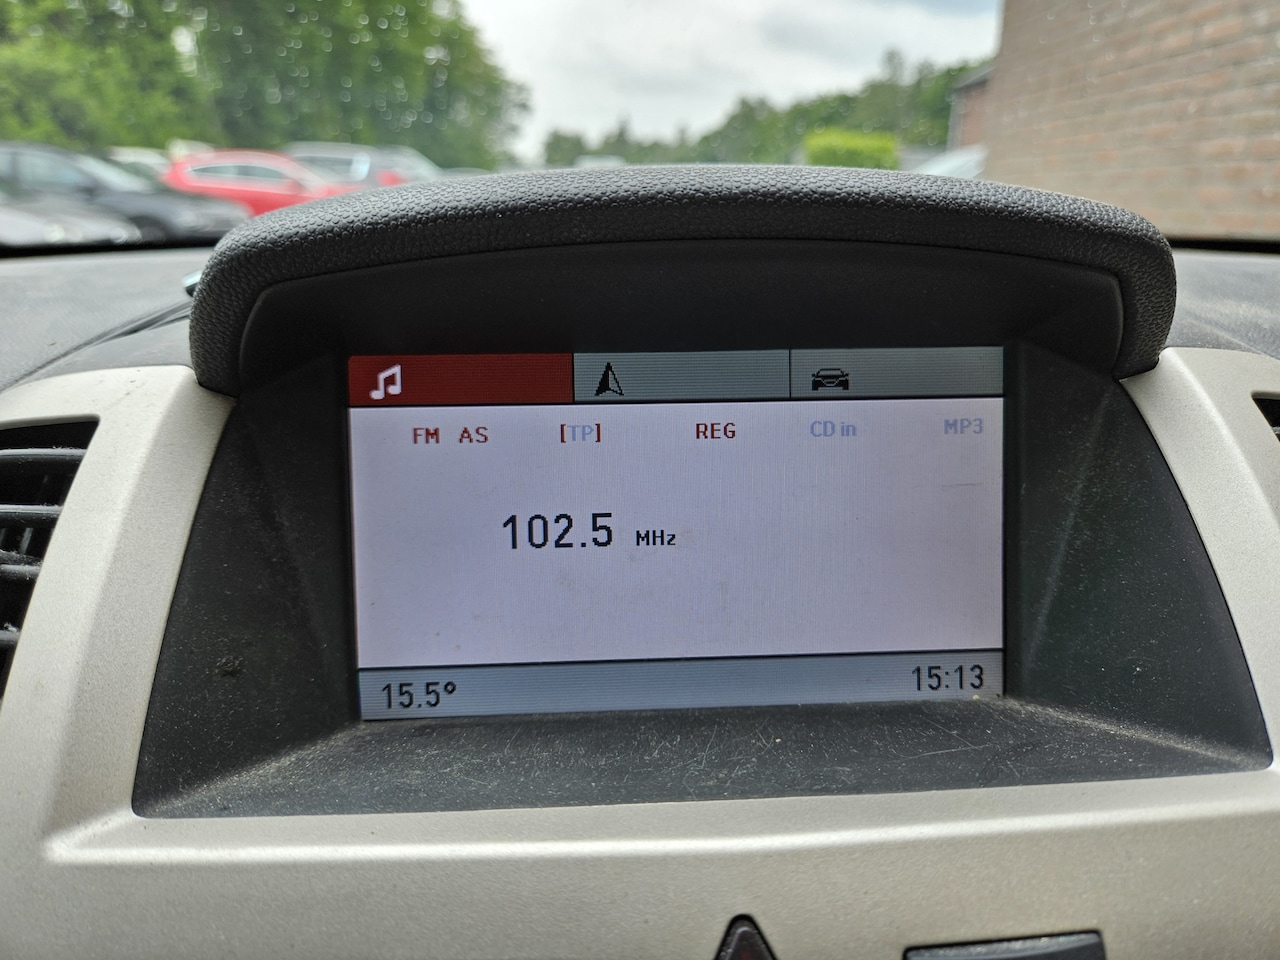 FM AS [TP] REG CD in MP3
102.5 MHz
15.5° 15:13